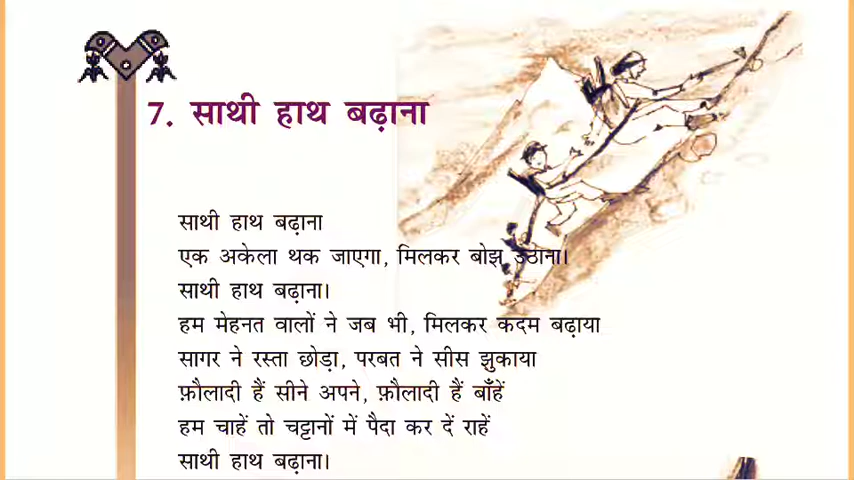 7. साथी हाथ बढ़ाना
साथी हाथ बढ़ाना
एक अकेला थक जाएगा, मिलकर बोझ उठाना।
साथी हाथ बढ़ाना।
हम मेहनत वालों ने जब भी, मिलकर कदम बढ़ाया
सागर ने रस्ता छोड़ा, परबत ने सीस झुकाया
फ़ौलादी हैं सीने अपने, फ़ौलादी हैं बाँहें
हम चाहें तो चट्टानों में पैदा कर दें राहें
साथी हाथ बढ़ाना।